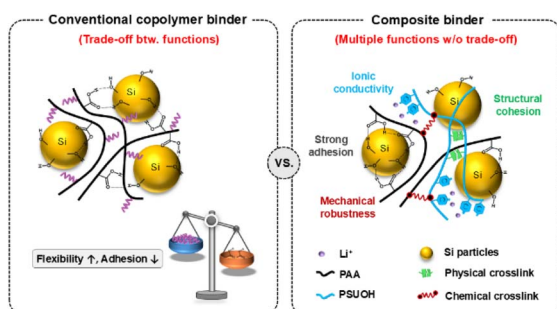 Conventional copolymer binder
(Trade-off btw. functions)
Si
Si
Si
Flexibility ↑, Adhesion ↓
VS.
Composite binder
(Multiple functions w/o trade-off)
Ionic
conductivity
Structural
cohesion
Strong
adhesion
Mechanical
robustness
Si
Si
Si
Li⁺
Si particles
PAA
Physical crosslink
PSUOH
Chemical crosslink